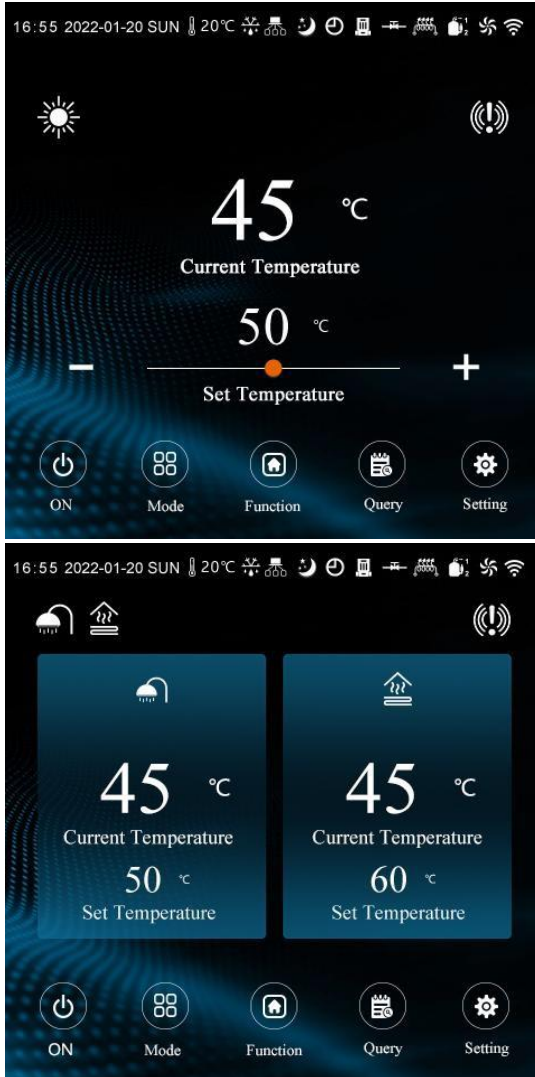 16:55 2022-01-20 SUN 20℃
45 ℃
Current Temperature
50 ℃
Set Temperature
ON Mode Function Query Setting
16:55 2022-01-20 SUN 20℃
45 ℃ 45 ℃
Current Temperature Current Temperature
50 ℃ 60 ℃
Set Temperature Set Temperature
ON Mode Function Query Setting